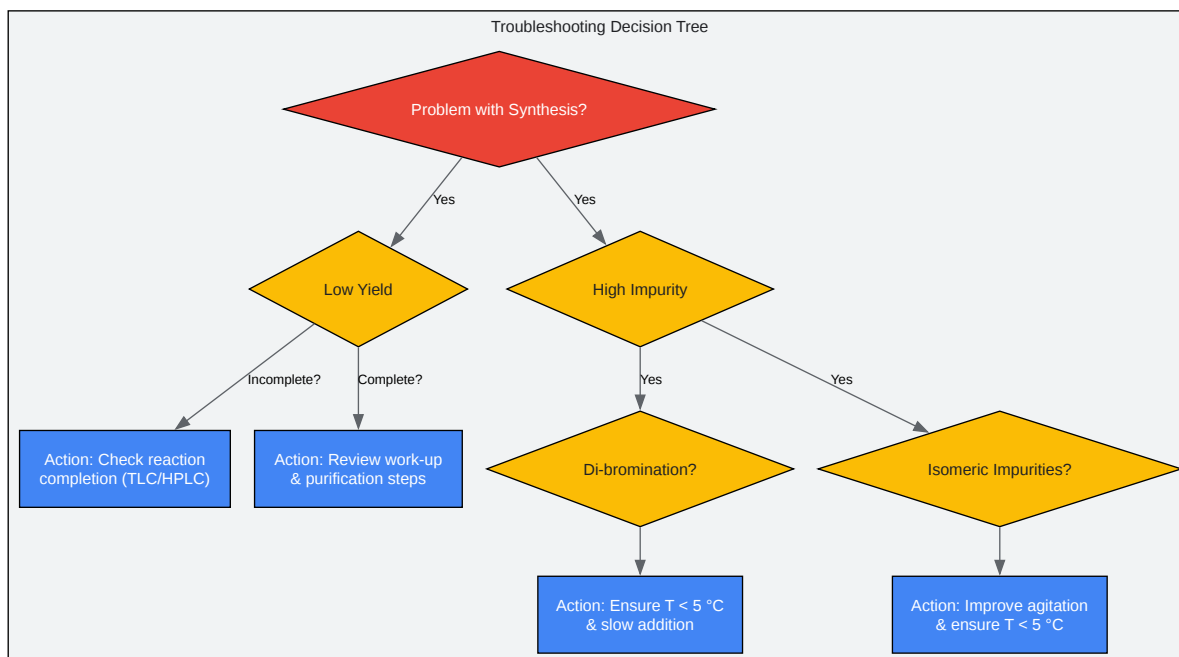 Troubleshooting Decision Tree
Problem with Synthesis?
Yes
Yes
Low Yield
High Impurity
Incomplete?
Complete?
Yes
Yes
Action: Check reaction
completion (TLC/HPLC)
Action: Review work-up
& purification steps
Di-bromination?
Isomeric Impurities?
Action: Ensure T < 5 °C
& slow addition
Action: Improve agitation
& ensure T < 5 °C